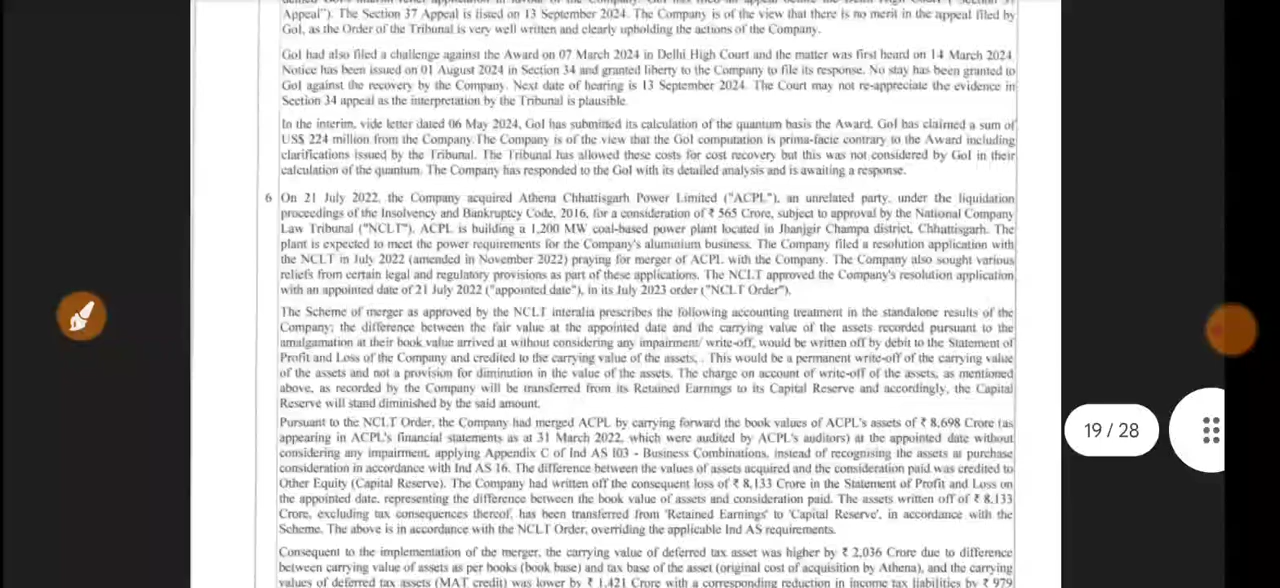 Appeal"). The Section 37 Appeal is listed on 13 September 2024. The Company is of the view that there is no merit in the appeal filed by
GoI, as the Order of the Tribunal is very well written and clearly upholding the actions of the Company.
GoI had also filed a challenge against the Award on 07 March 2024 in Delhi High Court and the matter was first heard on 14 March 2024.
Notice has been issued on 01 August 2024 in Section 34 and granted liberty to the Company to file its response. No stay has been granted to
GoI against the recovery by the Company. Next date of hearing is 13 September 2024. The Court may not re-appreciate the evidence in
Section 34 appeal as the interpretation by the Tribunal is plausible.
In the interim, vide letter dated 06 May 2024, GoI has submitted its calculation of the quantum basis the Award. GoI has claimed a sum of
US$ 224 million from the Company. The Company is of the view that the GoI computation is prima-facie contrary to the Award including
clarifications issued by the Tribunal. The Tribunal has allowed these costs for cost recovery but this was not considered by GoI in their
calculation of the quantum. The Company has responded to the GoI with its detailed analysis and is awaiting a response.
6 On 21 July 2022, the Company acquired Athena Chhattisgarh Power Limited ("ACPL"), an unrelated party, under the liquidation
proceedings of the Insolvency and Bankruptcy Code, 2016, for a consideration of ₹ 565 Crore, subject to approval by the National Company
Law Tribunal ("NCLT"). ACPL is building a 1,200 MW coal-based power plant located in Jhanjgir Champa district, Chhattisgarh. The
plant is expected to meet the power requirements for the Company's aluminium business. The Company filed a resolution application with
the NCLT in July 2022 (amended in November 2022) praying for merger of ACPL with the Company. The Company also sought various
reliefs from certain legal and regulatory provisions as part of these applications. The NCLT approved the Company's resolution application
with an appointed date of 21 July 2022 ("appointed date"), in its July 2023 order ("NCLT Order").
The Scheme of merger as approved by the NCLT interalia prescribes the following accounting treatment in the standalone results of the
Company; the difference between the fair value at the appointed date and the carrying value of the assets recorded pursuant to the
amalgamation at their book value arrived at without considering any impairment/ write-off, would be written off by debit to the Statement of
Profit and Loss of the Company and credited to the carrying value of the assets, . This would be a permanent write-off of the carrying value
of the assets and not a provision for diminution in the value of the assets. The charge on account of write-off of the assets, as mentioned
above, as recorded by the Company will be transferred from its Retained Earnings to its Capital Reserve and accordingly, the Capital
Reserve will stand diminished by the said amount.
Pursuant to the NCLT Order, the Company had merged ACPL by carrying forward the book values of ACPL's assets of ₹ 8,698 Crore (as
appearing in ACPL's financial statements as at 31 March 2022, which were audited by ACPL's auditors) at the appointed date without
considering any impairment, applying Appendix C of Ind AS 103 - Business Combinations, instead of recognising the assets at purchase
consideration in accordance with Ind AS 16. The difference between the values of assets acquired and the consideration paid was credited to
Other Equity (Capital Reserve). The Company had written off the consequent loss of ₹ 8,133 Crore in the Statement of Profit and Loss on
the appointed date, representing the difference between the book value of assets and consideration paid. The assets written off of ₹ 8,133
Crore, excluding tax consequences thereof, has been transferred from 'Retained Earnings' to 'Capital Reserve', in accordance with the
Scheme. The above is in accordance with the NCLT Order, overriding the applicable Ind AS requirements.
Consequent to the implementation of the merger, the carrying value of deferred tax asset was higher by ₹ 2,036 Crore due to difference
between carrying value of assets as per books (book base) and tax base of the asset (original cost of acquisition by Athena), and the carrying
values of deferred tax assets (MAT credit) was lower by ₹ 1,421 Crore with a corresponding reduction in income tax liabilities by ₹ 979
19 / 28